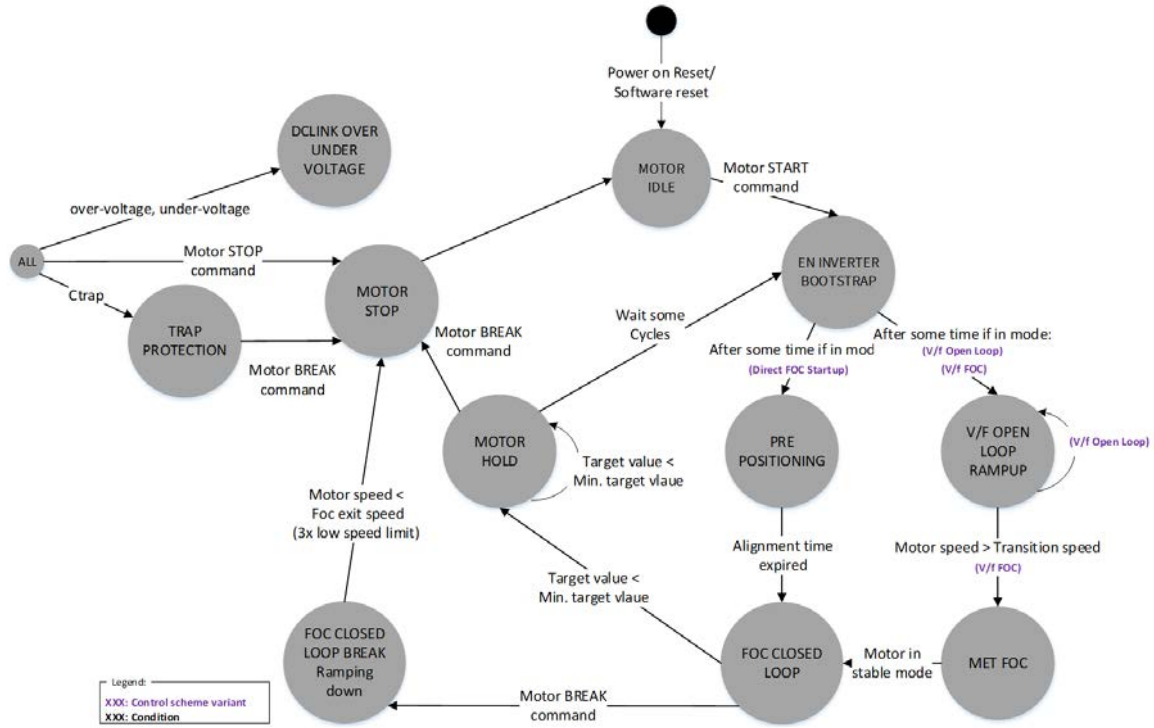 Power on Reset/
Software reset
DCLINK OVER
UNDER
VOLTAGE
MOTOR
IDLE
Motor START
command
over-voltage, under-voltage
ALL
Motor STOP
command
EN INVERTER
BOOTSTRAP
MOTOR
STOP
Ctrap
TRAP
PROTECTION
Motor BREAK
command
Motor BREAK
command
Wait some
Cycles
After some time if in mod
(Direct FOC Startup)
After some time if in mode:
(V/f Open Loop)
(V/f FOC)
MOTOR
HOLD
Target value <
Min. target vlaue
PRE
POSITIONING
V/F OPEN
LOOP
RAMPUP
(V/f Open Loop)
Motor speed <
Foc exit speed
(3x low speed limit)
Alignment time
expired
Motor speed > Transition speed
(V/f FOC)
Target value <
Min. target vlaue
FOC CLOSED
LOOP BREAK
Ramping
down
FOC CLOSED
LOOP
Motor in
stable mode
MET FOC
Motor BREAK
command
Legend:
XXX: Control scheme variant
XXX: Condition